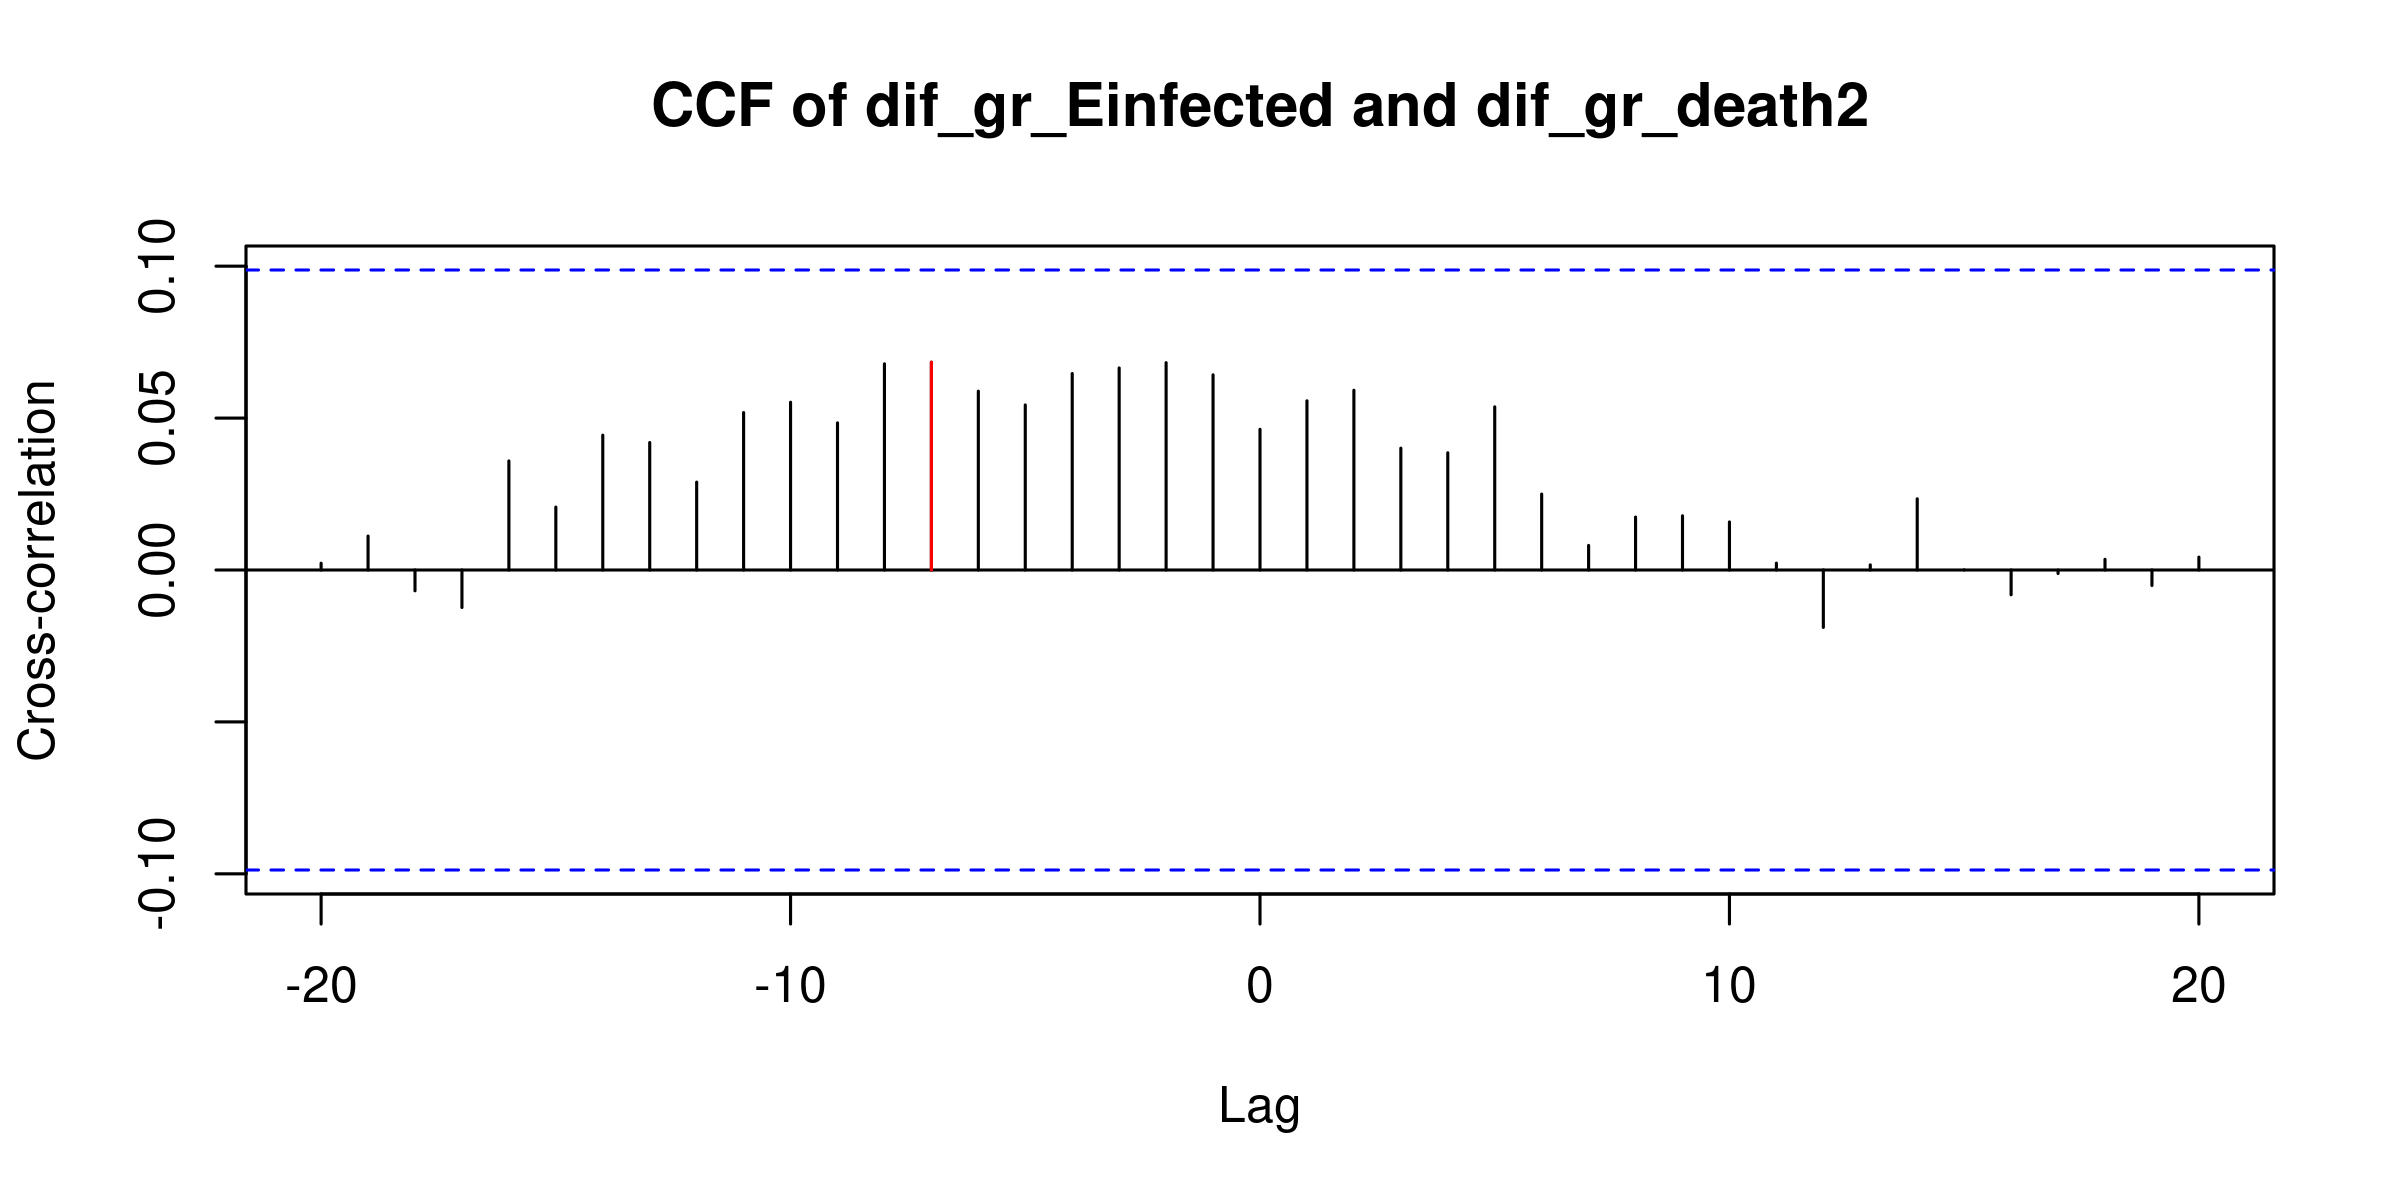 CCF of dif_gr_Einfected and dif_gr_death2
Cross-correlation
0.10
0.05
0.00
-0.10
-20 -10 0 10 20
Lag